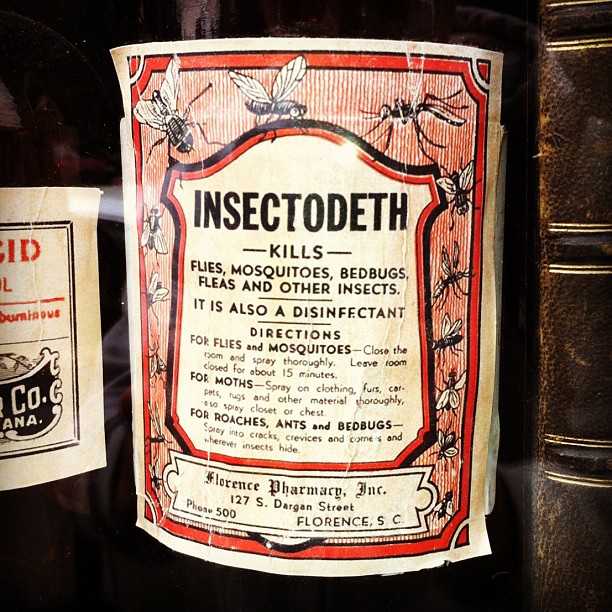 INSECTODETH
—KILLS—
FLIES, MOSQUITOES, BEDBUGS,
FLEAS AND OTHER INSECTS.
IT IS ALSO A DISINFECTANT
DIRECTIONS
FOR FLIES and MOSQUITOES—Close the
room and spray thoroughly. Leave room
closed for about 15 minutes.
FOR MOTHS—Spray on clothing, furs, car-
pets, rugs and other material thoroughly,
also spray closet or chest.
FOR ROACHES, ANTS and BEDBUGS—
Spray into cracks, crevices and corners and
wherever insects hide.
Florence Pharmacy, Inc.
127 S. Dargan Street
Phone 500
FLORENCE, S. C.
GID
OL
Duminous
R CO.
ANA.